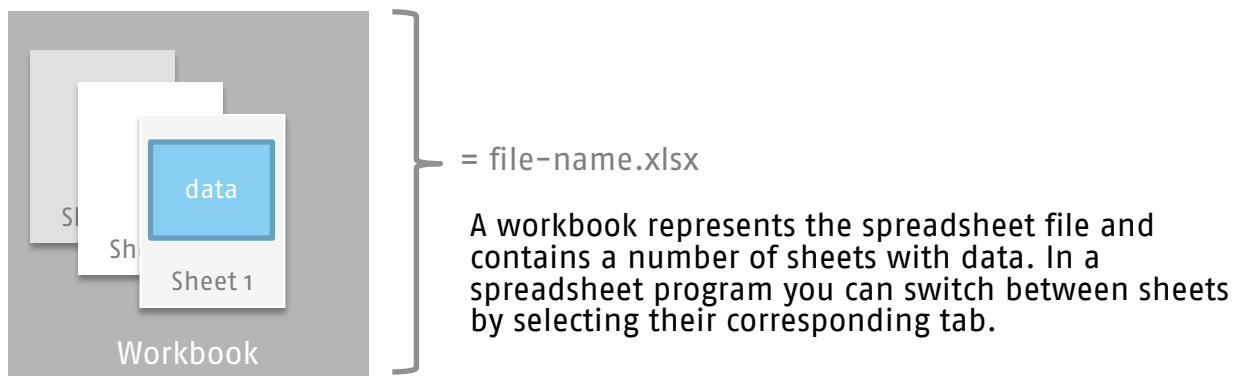 data
Sheet 1
Workbook
= file-name.xlsx
A workbook represents the spreadsheet file and
contains a number of sheets with data. In a
spreadsheet program you can switch between sheets
by selecting their corresponding tab.